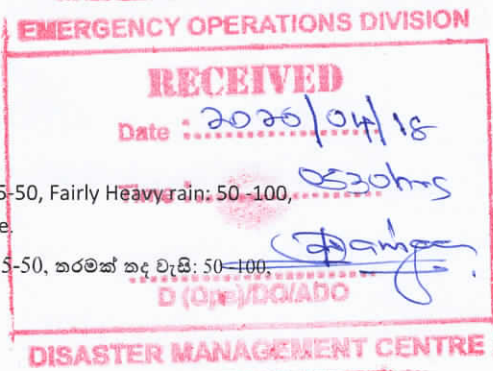 EMERGENCY OPERATIONS DIVISION
RECEIVED
Date : 2020/04/18
Time : 0530hrs
5-50, Fairly Heavy rain: 50 -100,
e.
5-50, තරමක් තද වැසි: 50-100,
D (Ops)/DO/ADO
DISASTER MANAGEMENT CENTRE